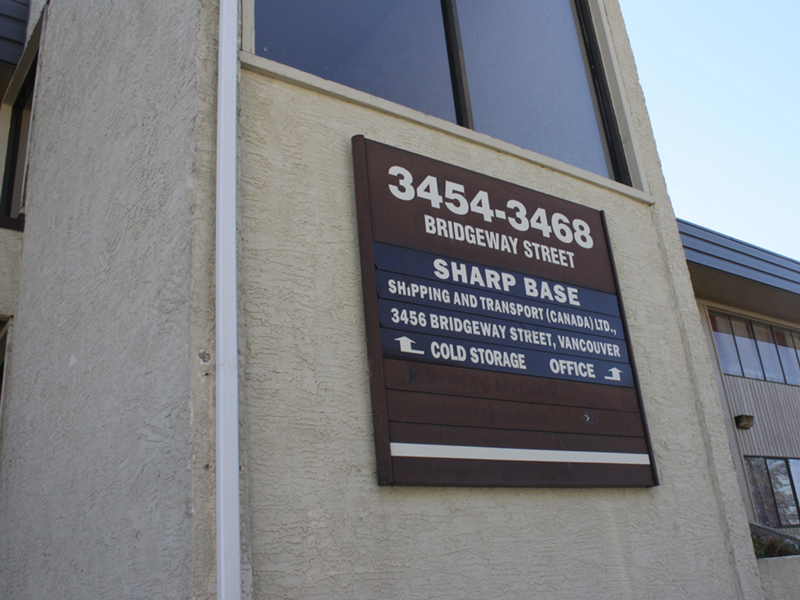 3454-3468
BRIDGEWAY STREET
SHARP BASE
SHIPPING AND TRANSPORT (CANADA) LTD.,
3456 BRIDGEWAY STREET, VANCOUVER
COLD STORAGE OFFICE